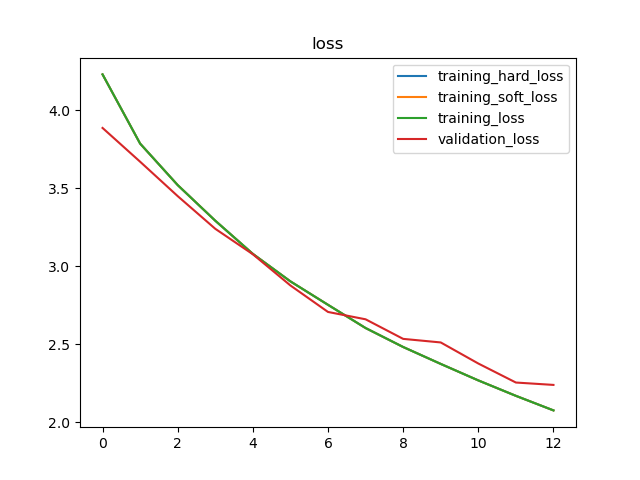 loss
training_hard_loss
training_soft_loss
training_loss
validation_loss
4.0
3.5
3.0
2.5
2.0
0 2 4 6 8 10 12